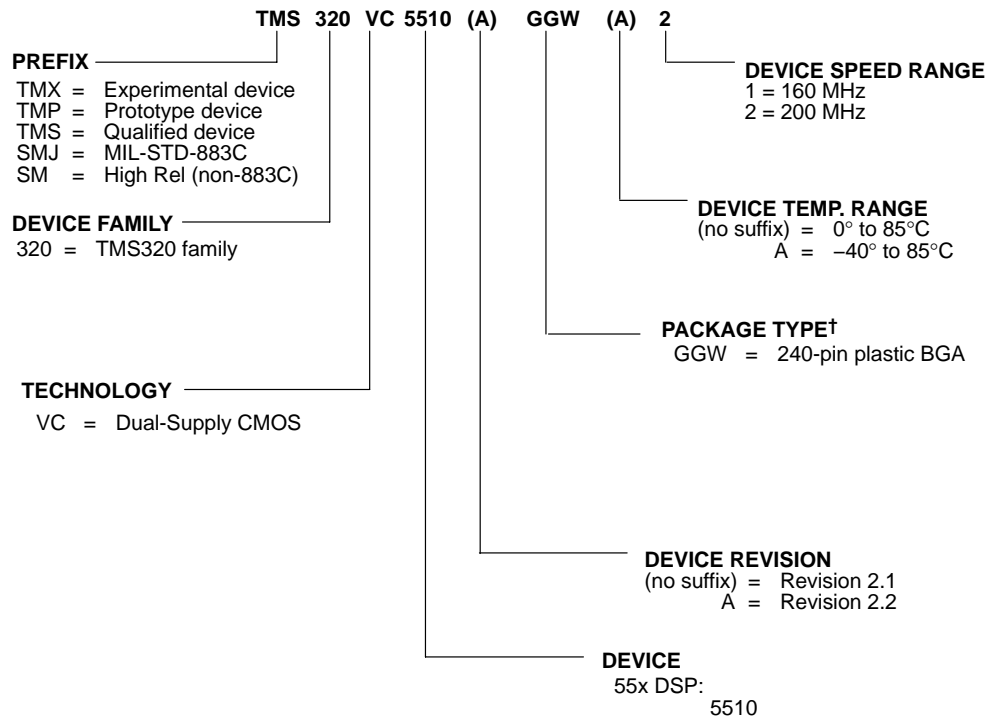 TMS 320 VC 5510 (A) GGW (A) 2
PREFIX
TMX = Experimental device
TMP = Prototype device
TMS = Qualified device
SMJ = MIL-STD-883C
SM = High Rel (non-883C)
DEVICE SPEED RANGE
1 = 160 MHz
2 = 200 MHz
DEVICE FAMILY
320 = TMS320 family
DEVICE TEMP. RANGE
(no suffix) = 0° to 85°C
A = −40° to 85°C
PACKAGE TYPE†
GGW = 240-pin plastic BGA
TECHNOLOGY
VC = Dual-Supply CMOS
DEVICE REVISION
(no suffix) = Revision 2.1
A = Revision 2.2
DEVICE
55x DSP:
5510